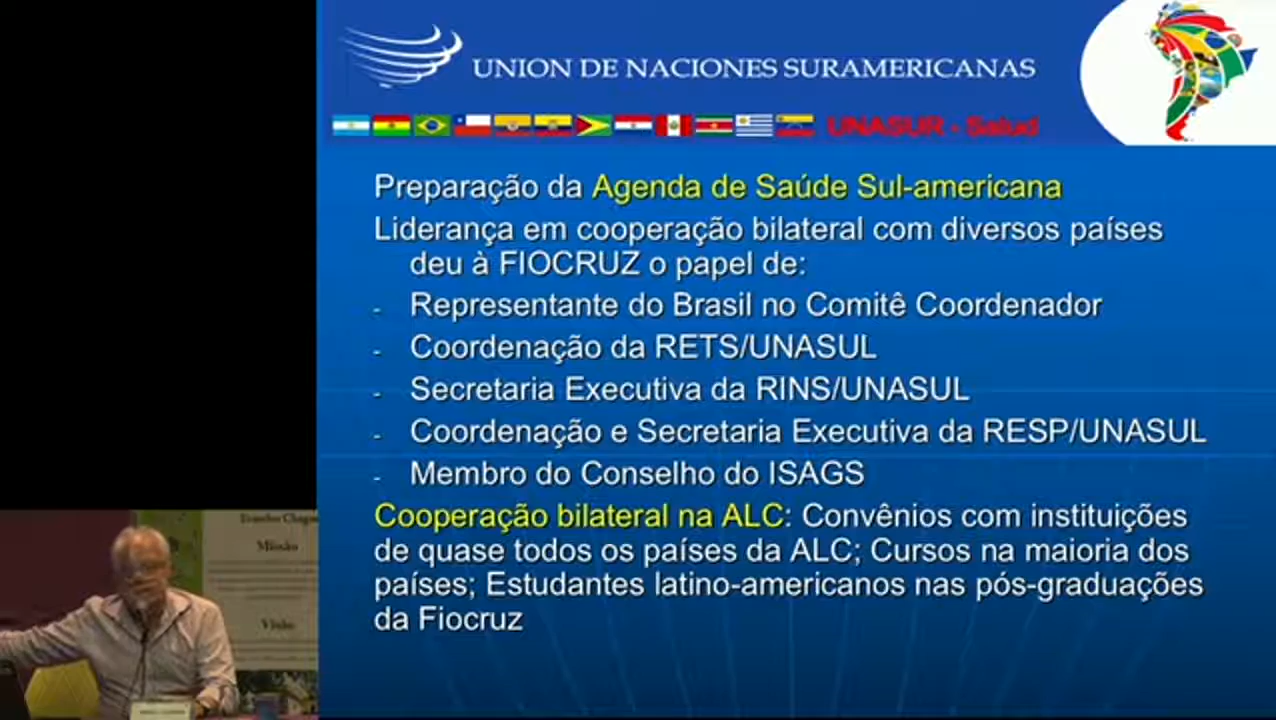 UNION DE NACIONES SURAMERICANAS
UNASUR - Salud
Preparação da Agenda de Saúde Sul-americana
Liderança em cooperação bilateral com diversos países
deu à FIOCRUZ o papel de:
- Representante do Brasil no Comitê Coordenador
- Coordenação da RETS/UNASUL
- Secretaria Executiva da RINS/UNASUL
- Coordenação e Secretaria Executiva da RESP/UNASUL
- Membro do Conselho do ISAGS
Cooperação bilateral na ALC: Convênios com instituições
de quase todos os países da ALC; Cursos na maioria dos
países; Estudantes latino-americanos nas pós-graduações
da Fiocruz
Evandro Chagas
Missão
Visão